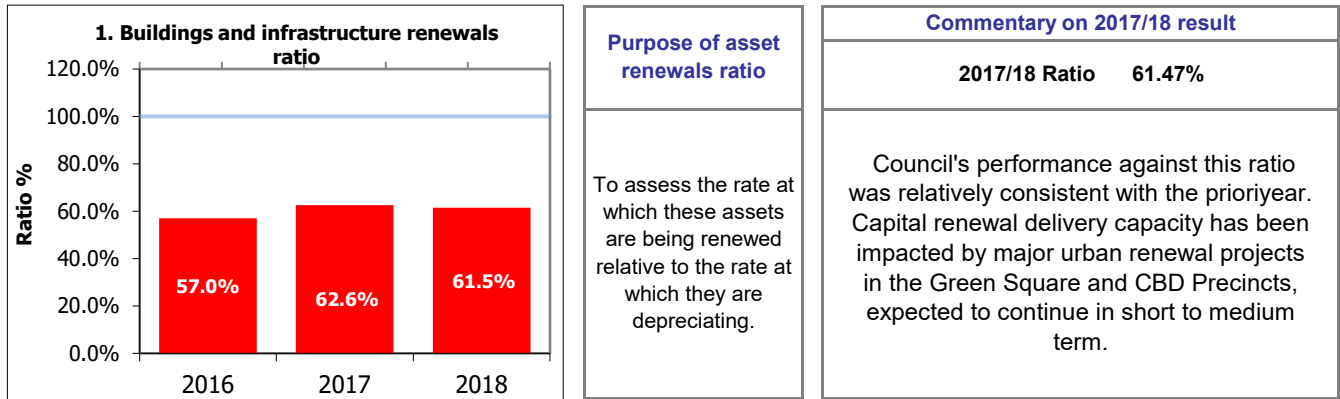 1. Buildings and infrastructure renewals
ratio
120.0%
100.0%
80.0%
60.0%
40.0%
20.0%
0.0%
Ratio %
57.0%
62.6%
61.5%
2016
2017
2018
Purpose of asset
renewals ratio
To assess the rate at
which these assets
are being renewed
relative to the rate at
which they are
depreciating.
Commentary on 2017/18 result
2017/18 Ratio 61.47%
Council's performance against this ratio
was relatively consistent with the prioriyear.
Capital renewal delivery capacity has been
impacted by major urban renewal projects
in the Green Square and CBD Precincts,
expected to continue in short to medium
term.